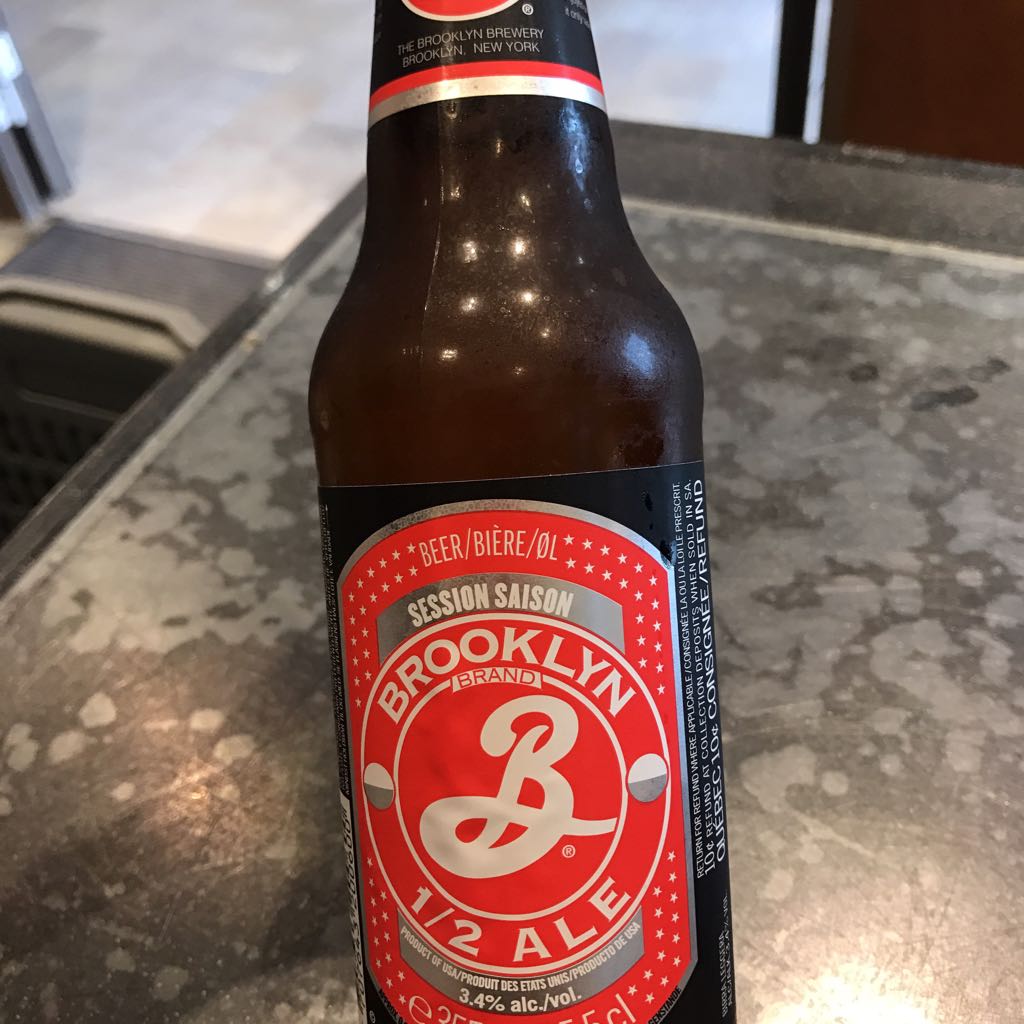 ®
THE BROOKLYN BREWERY
BROOKLYN, NEW YORK
BEER/BIÈRE/ØL
SESSION SAISON
BROOKLYN
BRAND
B
®
1/2 ALE
PRODUCT OF USA/PRODUIT DES ETATS UNIS/PRODUCTO DE USA
3.4% alc./vol.
RETURN FOR REFUND WHERE APPLICABLE/CONSIGNÉE LA OU LA LOI LE PRESCRIT.
10¢ REFUND AT COLLECTION DEPOSITS WHEN SOLD IN SA.
QUÉBEC 10¢ CONSIGNÉE/REFUND